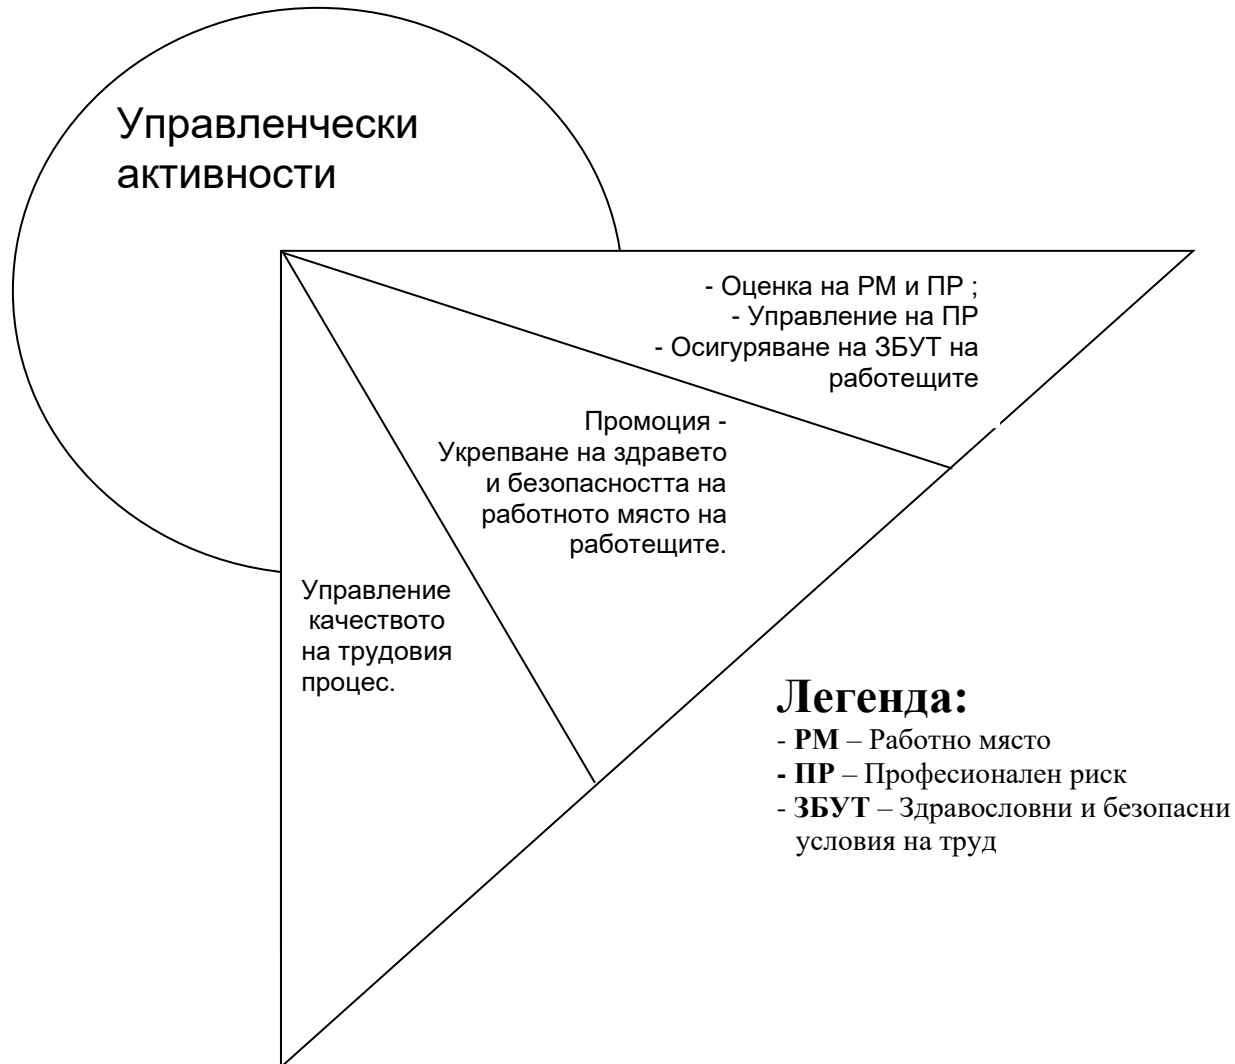 Управленчески
активности
- Оценка на РМ и ПР ;
- Управление на ПР
- Осигуряване на ЗБУТ на
работещите
Промоция -
Укрепване на здравето
и безопасността на
работното място на
работещите.
Управление
качеството
на трудовия
процес.
Легенда:
- РМ – Работно място
- ПР – Професионален риск
- ЗБУТ – Здравословни и безопасни
условия на труд